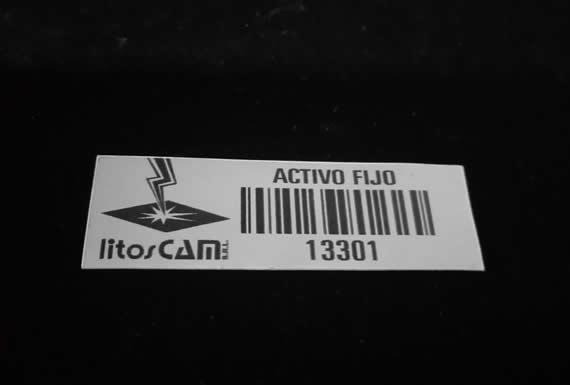 ACTIVO FIJO
13301
litosCAM S.R.L.